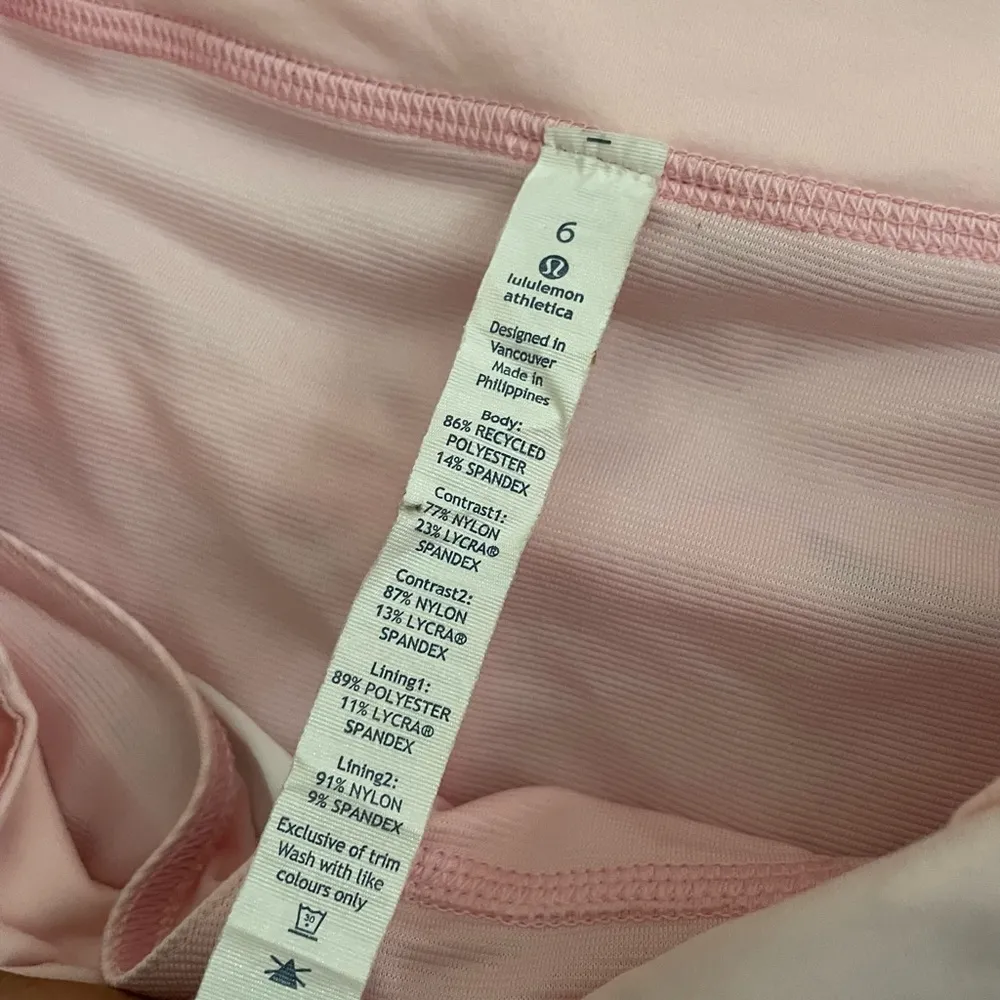 6
lululemon
athletica
Designed in
Vancouver
Made in
Philippines
Body:
86% RECYCLED
POLYESTER
14% SPANDEX
Contrast1:
77% NYLON
23% LYCRA®
SPANDEX
Contrast2:
87% NYLON
13% LYCRA®
SPANDEX
Lining1:
89% POLYESTER
11% LYCRA®
SPANDEX
Lining2:
91% NYLON
9% SPANDEX
Exclusive of trim
Wash with like
colours only
30